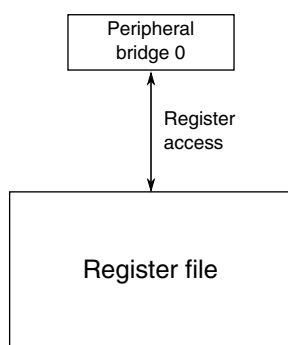 Peripheral
bridge 0
Register
access
Register file